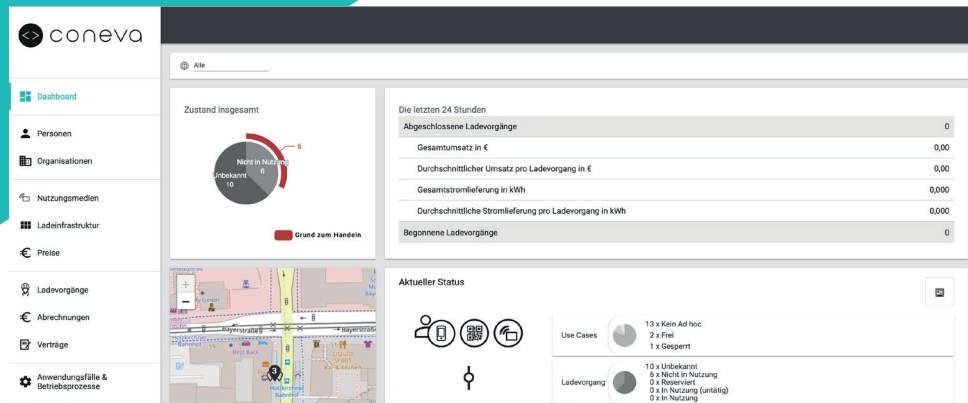 coneva
Alle
Dashboard
Personen
Organisationen
Nutzungsmedien
Ladeinfrastruktur
Preise
Ladevorgänge
Abrechnungen
Verträge
Anwendungsfälle &
Betriebsprozesse
Zustand insgesamt
5
Nicht in Nutzung
6
Unbekannt
10
Grund zum Handeln
Die letzten 24 Stunden
Abgeschlossene Ladevorgänge 0
Gesamtumsatz in € 0,00
Durchschnittlicher Umsatz pro Ladevorgang in € 0,00
Gesamtstromlieferung in kWh 0,000
Durchschnittliche Stromlieferung pro Ladevorgang in kWh 0,000
Begonnene Ladevorgänge 0
+
−
Bayerstraße
Best Back
3
Holzkirchner
Bahnhof
Aktueller Status
Use Cases
13 x Kein Ad hoc
2 x Frei
1 x Gesperrt
Ladevorgang
10 x Unbekannt
6 x Nicht in Nutzung
0 x Reserviert
0 x In Nutzung (untätig)
0 x In Nutzung